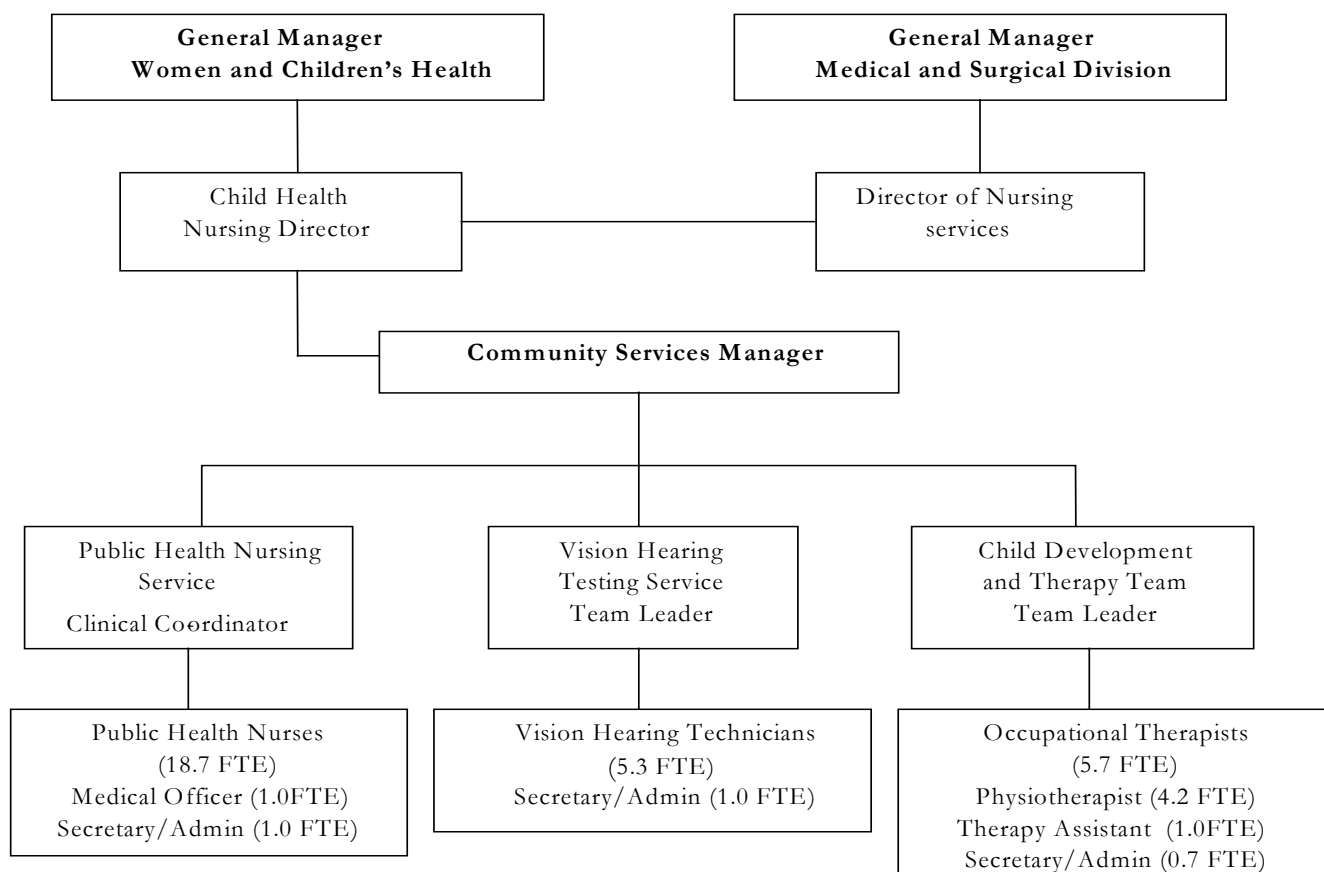 General Manager
Women and Children's Health
General Manager
Medical and Surgical Division
Child Health
Nursing Director
Director of Nursing
services
Community Services Manager
Public Health Nursing
Service
Clinical Co-ordinator
Vision Hearing
Testing Service
Team Leader
Child Development
and Therapy Team
Team Leader
Public Health Nurses
(18.7 FTE)
Medical Officer (1.0FTE)
Secretary/Admin (1.0 FTE)
Vision Hearing Technicians
(5.3 FTE)
Secretary/Admin (1.0 FTE)
Occupational Therapists
(5.7 FTE)
Physiotherapist (4.2 FTE)
Therapy Assistant (1.0FTE)
Secretary/Admin (0.7 FTE)